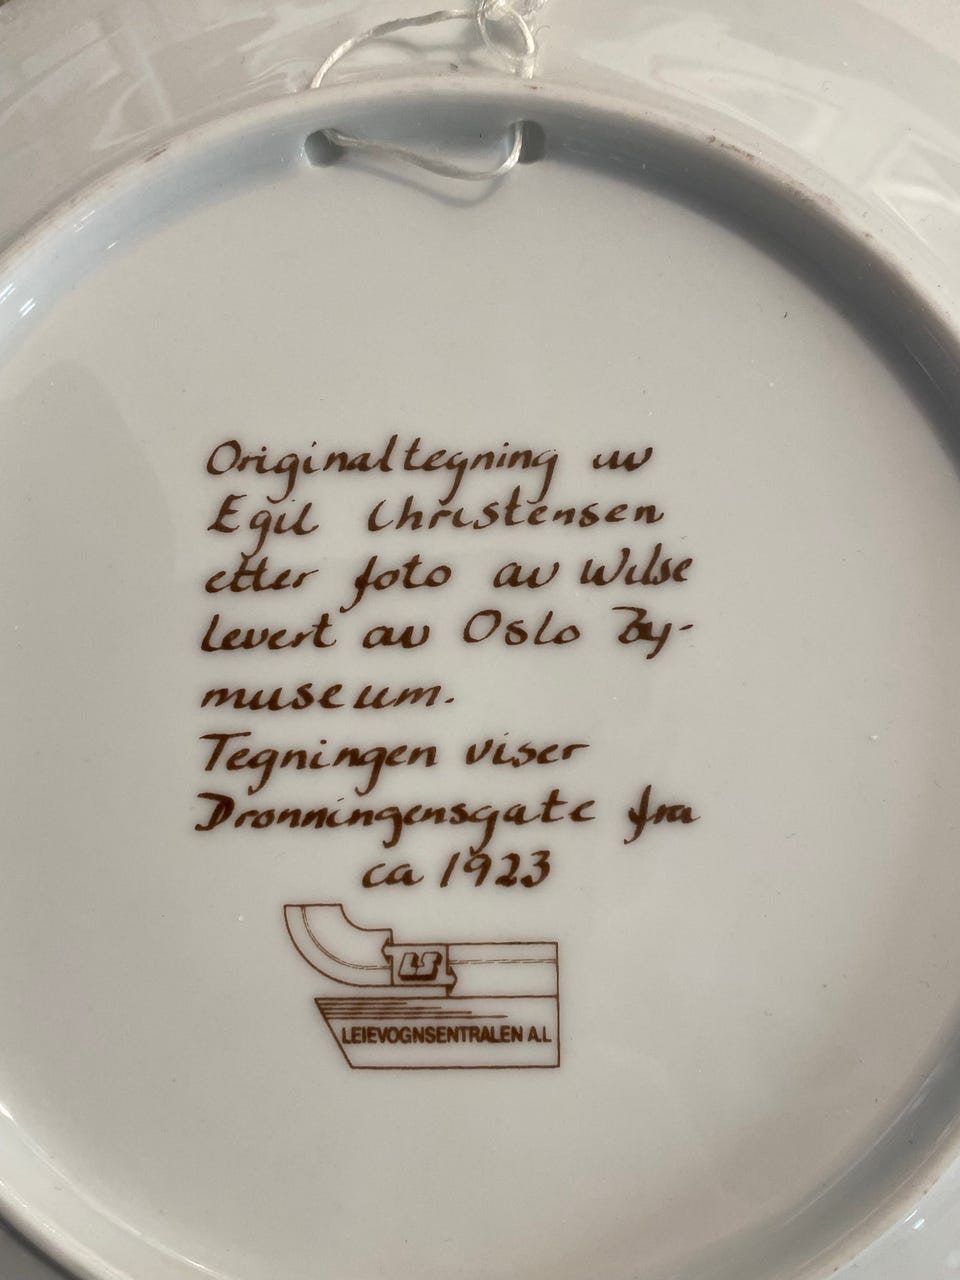 Originaltegning av
Egil Christensen
etter foto av Wilse
levert av Oslo By-
museum.
Tegningen viser
Dronningensgate fra
ca 1923
LS
LEIEVOGNSENTRALEN A.L